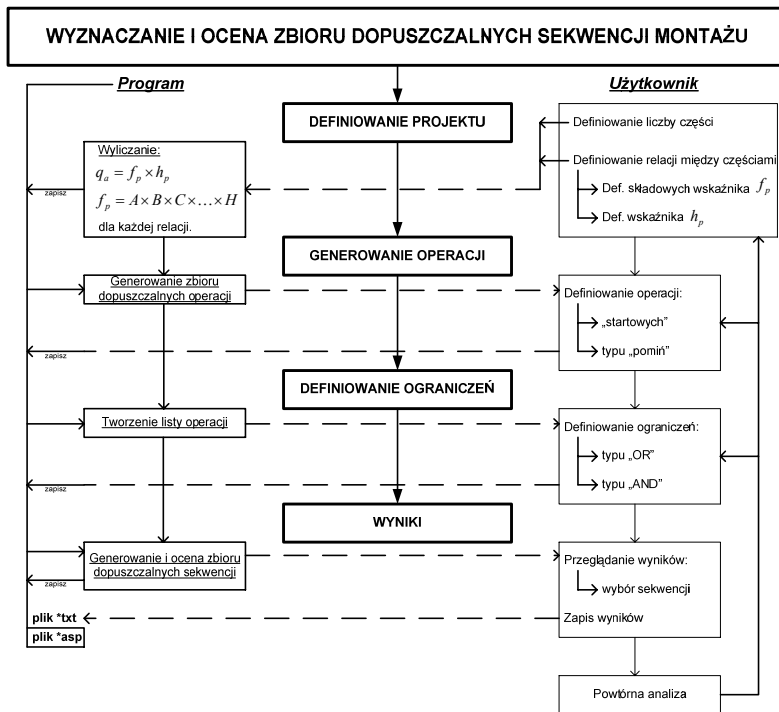 WYZNACZANIE I OCENA ZBIORU DOPUSZCZALNYCH SEKWENCJI MONTAŻU
Program
Użytkownik
DEFINIOWANIE PROJEKTU
Definiowanie liczby części
Definiowanie relacji między częściami
Def. składowych wskaźnika f_p
Def. wskaźnika h_p
Wyliczanie:
q_a = f_p × h_p
f_p = A × B × C × … × H
dla każdej relacji.
zapisz
GENEROWANIE OPERACJI
Generowanie zbioru
dopuszczalnych operacji
Definiowanie operacji:
„startowych”
typu „pomiń”
zapisz
DEFINIOWANIE OGRANICZEŃ
Tworzenie listy operacji
Definiowanie ograniczeń:
typu „OR”
typu „AND”
zapisz
WYNIKI
Generowanie i ocena zbioru
dopuszczalnych sekwencji
Przeglądanie wyników:
wybór sekwencji
Zapis wyników
zapisz
plik *txt
plik *asp
Powtórna analiza